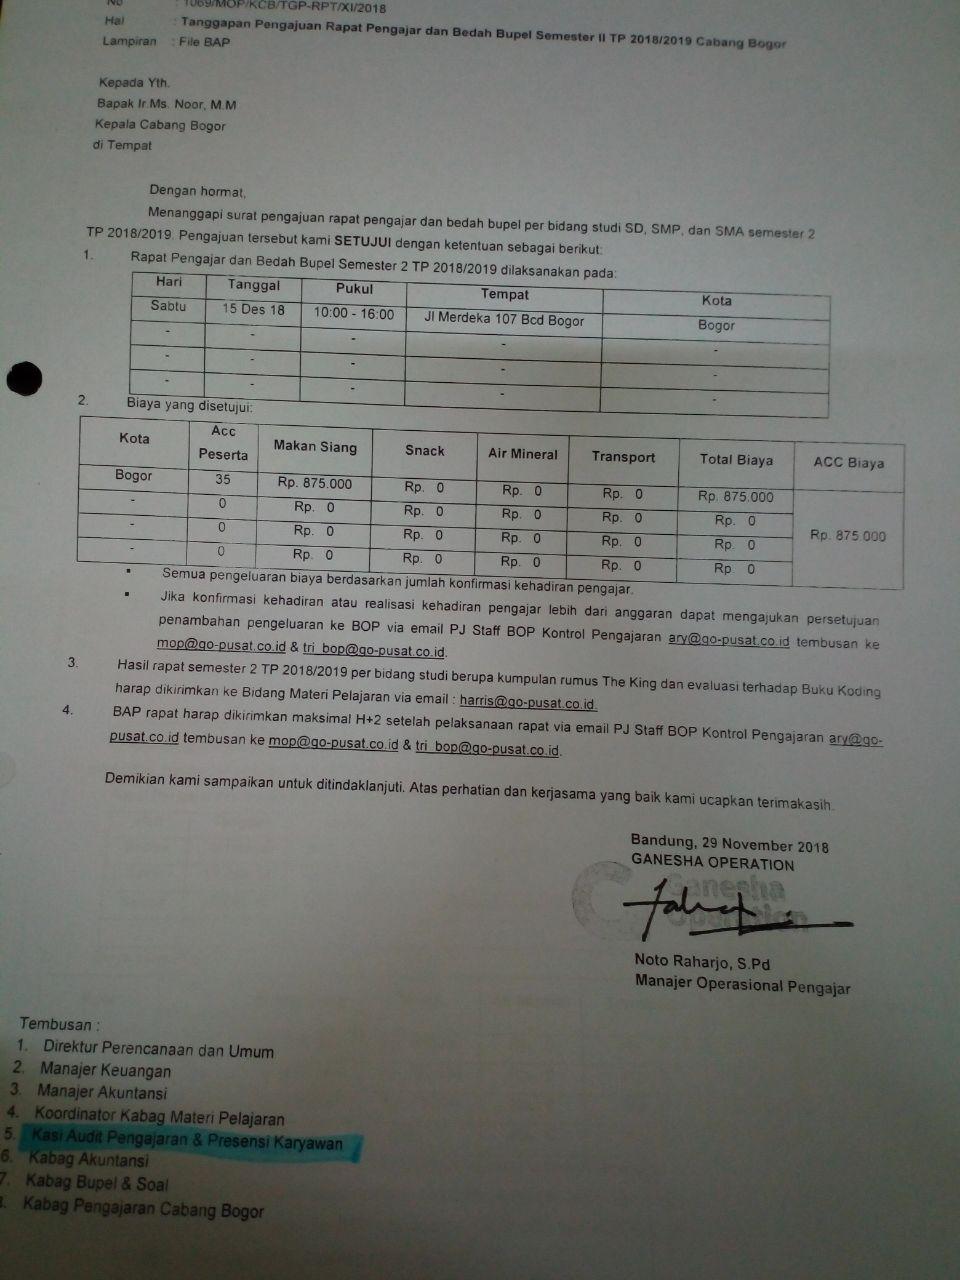 No : 1069/MOP/KCB/TGP-RPT/XI/2018
Hal : Tanggapan Pengajuan Rapat Pengajar dan Bedah Bupel Semester II TP 2018/2019 Cabang Bogor
Lampiran : File BAP
Kepada Yth.
Bapak Ir.Ms. Noor, M.M
Kepala Cabang Bogor
di Tempat
Dengan hormat,
Menanggapi surat pengajuan rapat pengajar dan bedah bupel per bidang studi SD, SMP, dan SMA semester 2
TP 2018/2019. Pengajuan tersebut kami SETUJUI dengan ketentuan sebagai berikut:
1. Rapat Pengajar dan Bedah Bupel Semester 2 TP 2018/2019 dilaksanakan pada:
Hari Tanggal Pukul Tempat Kota
Sabtu 15 Des 18 10:00 - 16:00 Jl Merdeka 107 Bcd Bogor Bogor
- - - - -
- - - - -
- - - - -
2. Biaya yang disetujui:
Kota Acc Peserta Makan Siang Snack Air Mineral Transport Total Biaya ACC Biaya
Bogor 35 Rp. 875.000 Rp. 0 Rp. 0 Rp. 0 Rp. 875.000 Rp. 875.000
- 0 Rp. 0 Rp. 0 Rp. 0 Rp. 0 Rp. 0
- 0 Rp. 0 Rp. 0 Rp. 0 Rp. 0 Rp. 0
- 0 Rp. 0 Rp. 0 Rp. 0 Rp. 0 Rp 0
▪ Semua pengeluaran biaya berdasarkan jumlah konfirmasi kehadiran pengajar.
▪ Jika konfirmasi kehadiran atau realisasi kehadiran pengajar lebih dari anggaran dapat mengajukan persetujuan
penambahan pengeluaran ke BOP via email PJ Staff BOP Kontrol Pengajaran ary@go-pusat.co.id tembusan ke
mop@go-pusat.co.id & tri_bop@go-pusat.co.id.
3. Hasil rapat semester 2 TP 2018/2019 per bidang studi berupa kumpulan rumus The King dan evaluasi terhadap Buku Koding
harap dikirimkan ke Bidang Materi Pelajaran via email : harris@go-pusat.co.id.
4. BAP rapat harap dikirimkan maksimal H+2 setelah pelaksanaan rapat via email PJ Staff BOP Kontrol Pengajaran ary@go-
pusat.co.id tembusan ke mop@go-pusat.co.id & tri_bop@go-pusat.co.id.
Demikian kami sampaikan untuk ditindaklanjuti. Atas perhatian dan kerjasama yang baik kami ucapkan terimakasih.
Bandung, 29 November 2018
GANESHA OPERATION
Ganesha
Operation
Noto Raharjo, S.Pd
Manajer Operasional Pengajar
Tembusan :
1. Direktur Perencanaan dan Umum
2. Manajer Keuangan
3. Manajer Akuntansi
4. Koordinator Kabag Materi Pelajaran
5. Kasi Audit Pengajaran & Presensi Karyawan
6. Kabag Akuntansi
7. Kabag Bupel & Soal
Kabag Pengajaran Cabang Bogor